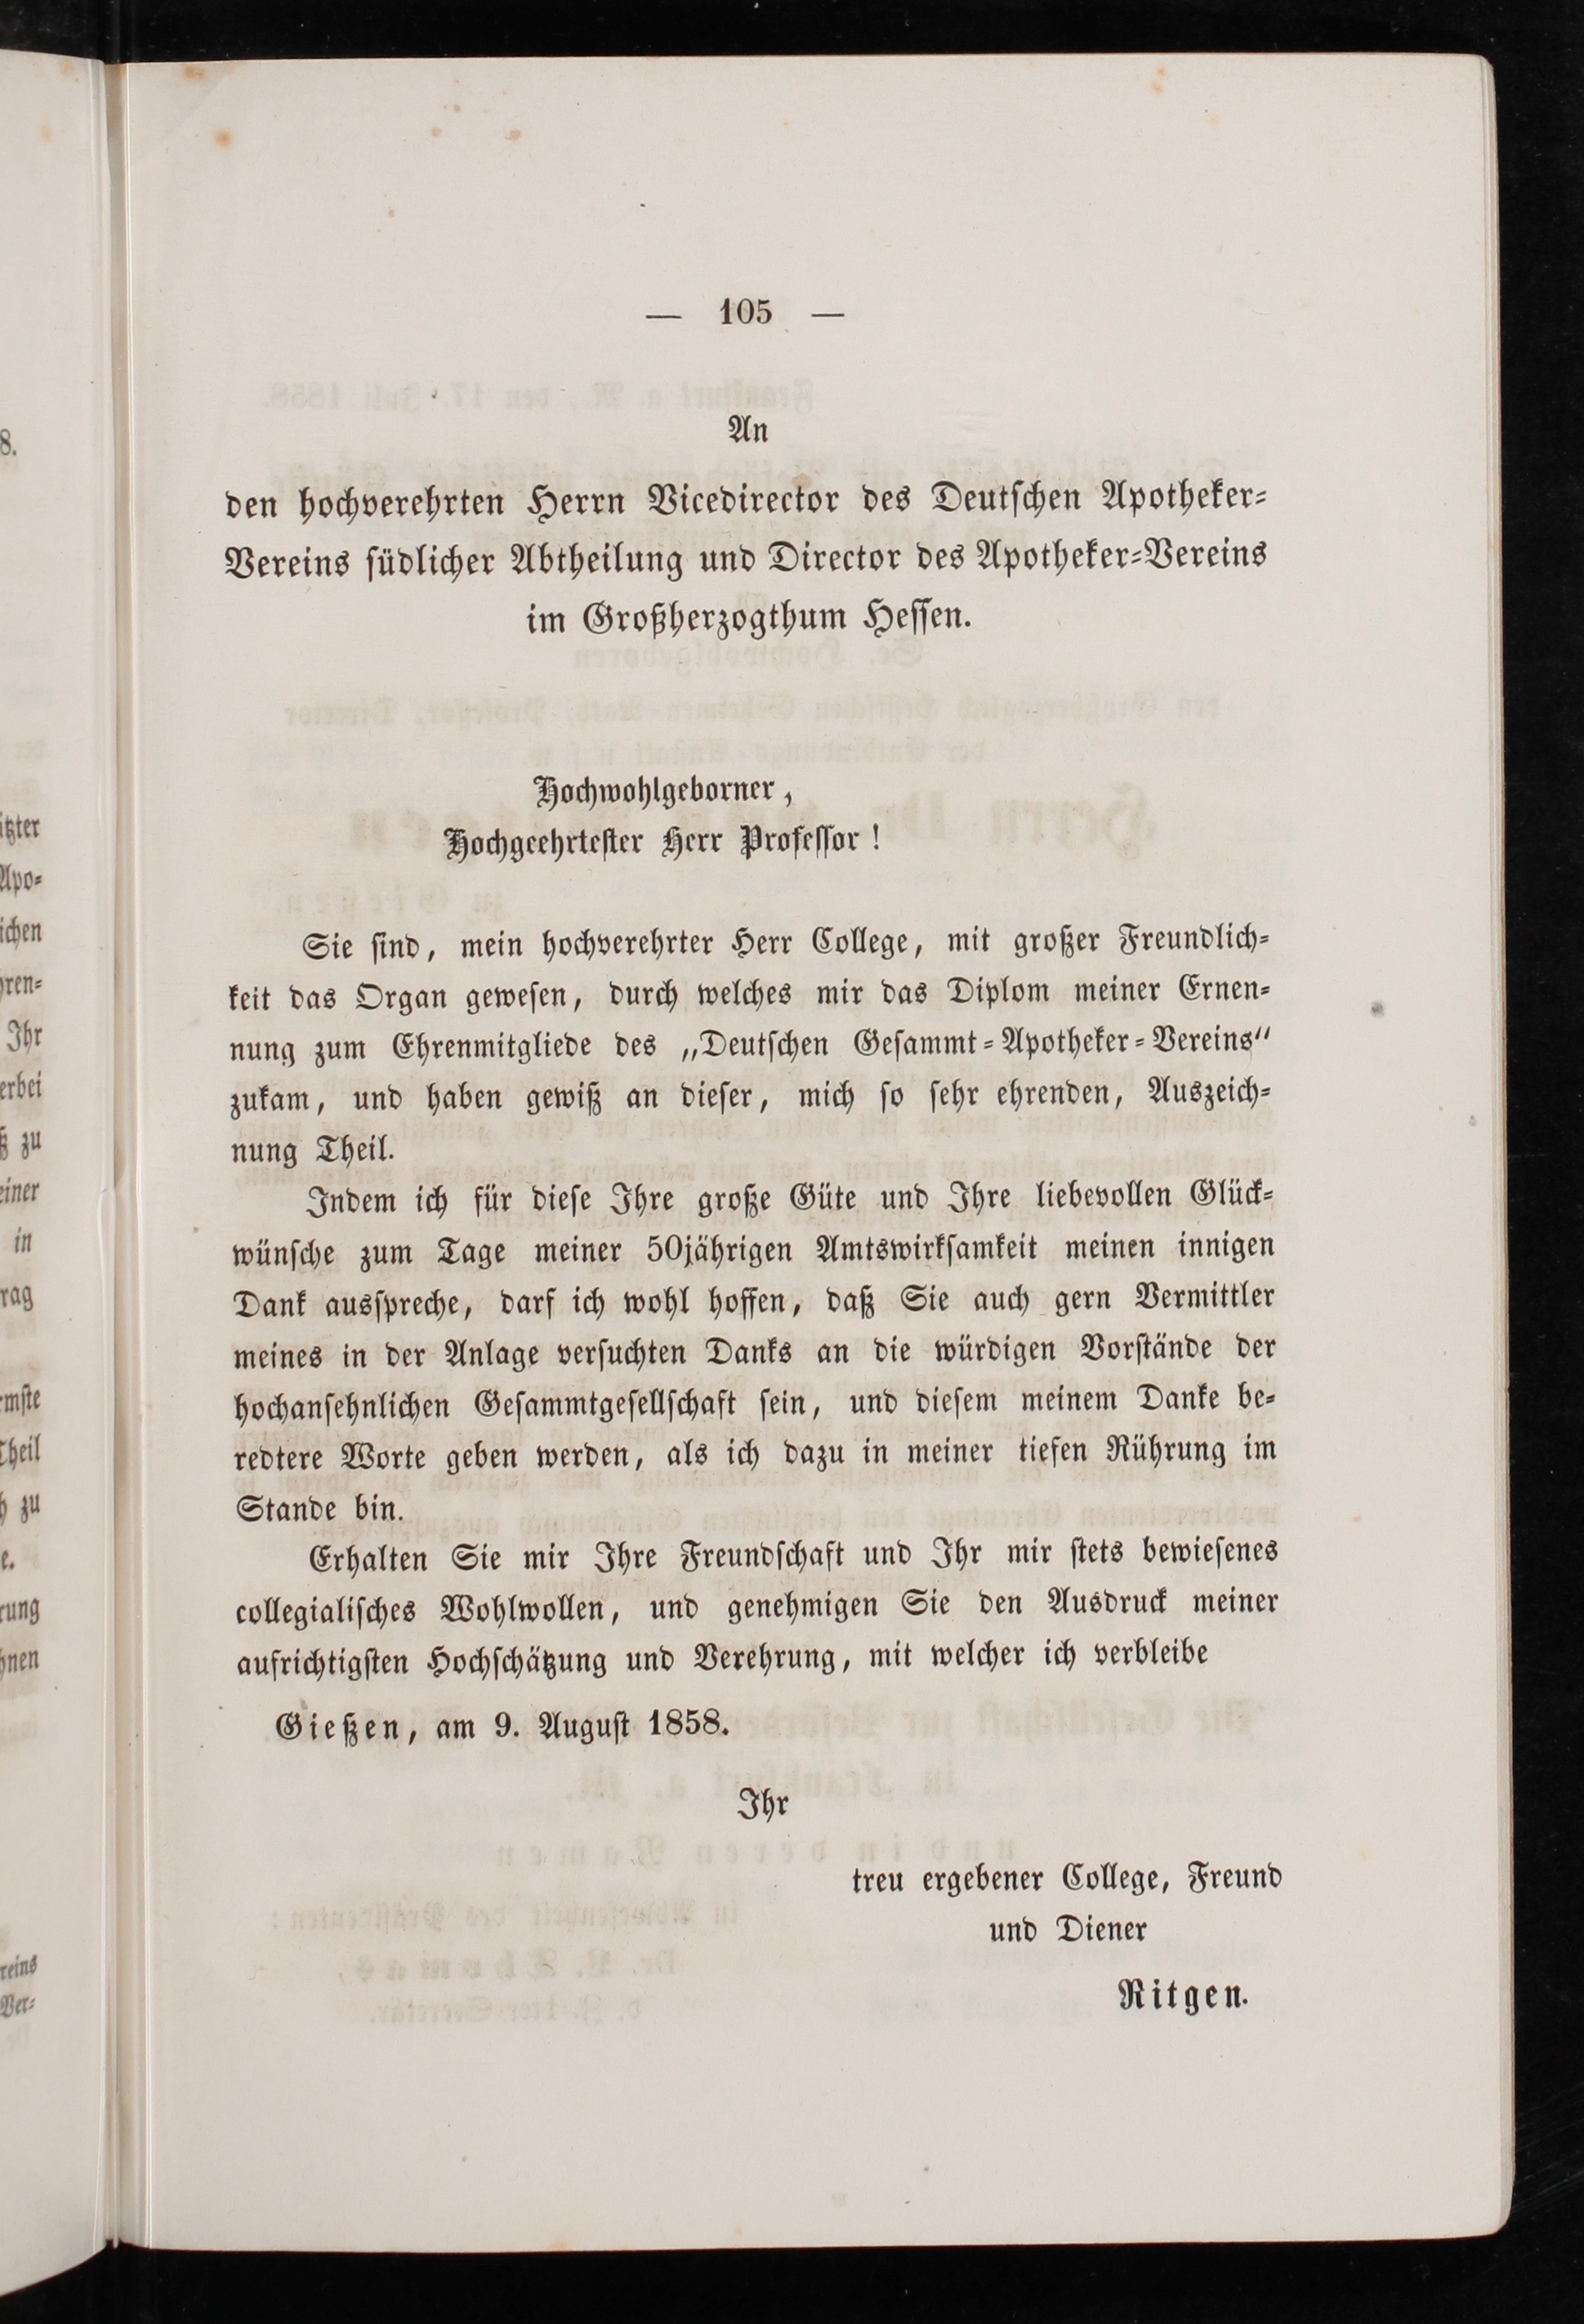 — 105 —
An
den hochverehrten Herrn Vicedirector des Deutschen Apotheker-
Vereins südlicher Abtheilung und Director des Apotheker-Vereins
im Großherzogthum Hessen.
Hochwohlgeborner,
Hochgeehrtester Herr Professor!
Sie sind, mein hochverehrter Herr College, mit großer Freundlich-
keit das Organ gewesen, durch welches mir das Diplom meiner Ernen-
nung zum Ehrenmitgliede des „Deutschen Gesammt-Apotheker-Vereins"
zukam, und haben gewiß an dieser, mich so sehr ehrenden, Auszeich-
nung Theil.
Indem ich für diese Ihre große Güte und Ihre liebevollen Glück-
wünsche zum Tage meiner 50jährigen Amtswirksamkeit meinen innigen
Dank ausspreche, darf ich wohl hoffen, daß Sie auch gern Vermittler
meines in der Anlage versuchten Danks an die würdigen Vorstände der
hochansehnlichen Gesammtgesellschaft sein, und diesem meinem Danke be-
redtere Worte geben werden, als ich dazu in meiner tiefen Rührung im
Stande bin.
Erhalten Sie mir Ihre Freundschaft und Ihr mir stets bewiesenes
collegialisches Wohlwollen, und genehmigen Sie den Ausdruck meiner
aufrichtigsten Hochschätzung und Verehrung, mit welcher ich verbleibe
Gießen, am 9. August 1858.
Ihr
treu ergebener College, Freund
und Diener
Ritgen.